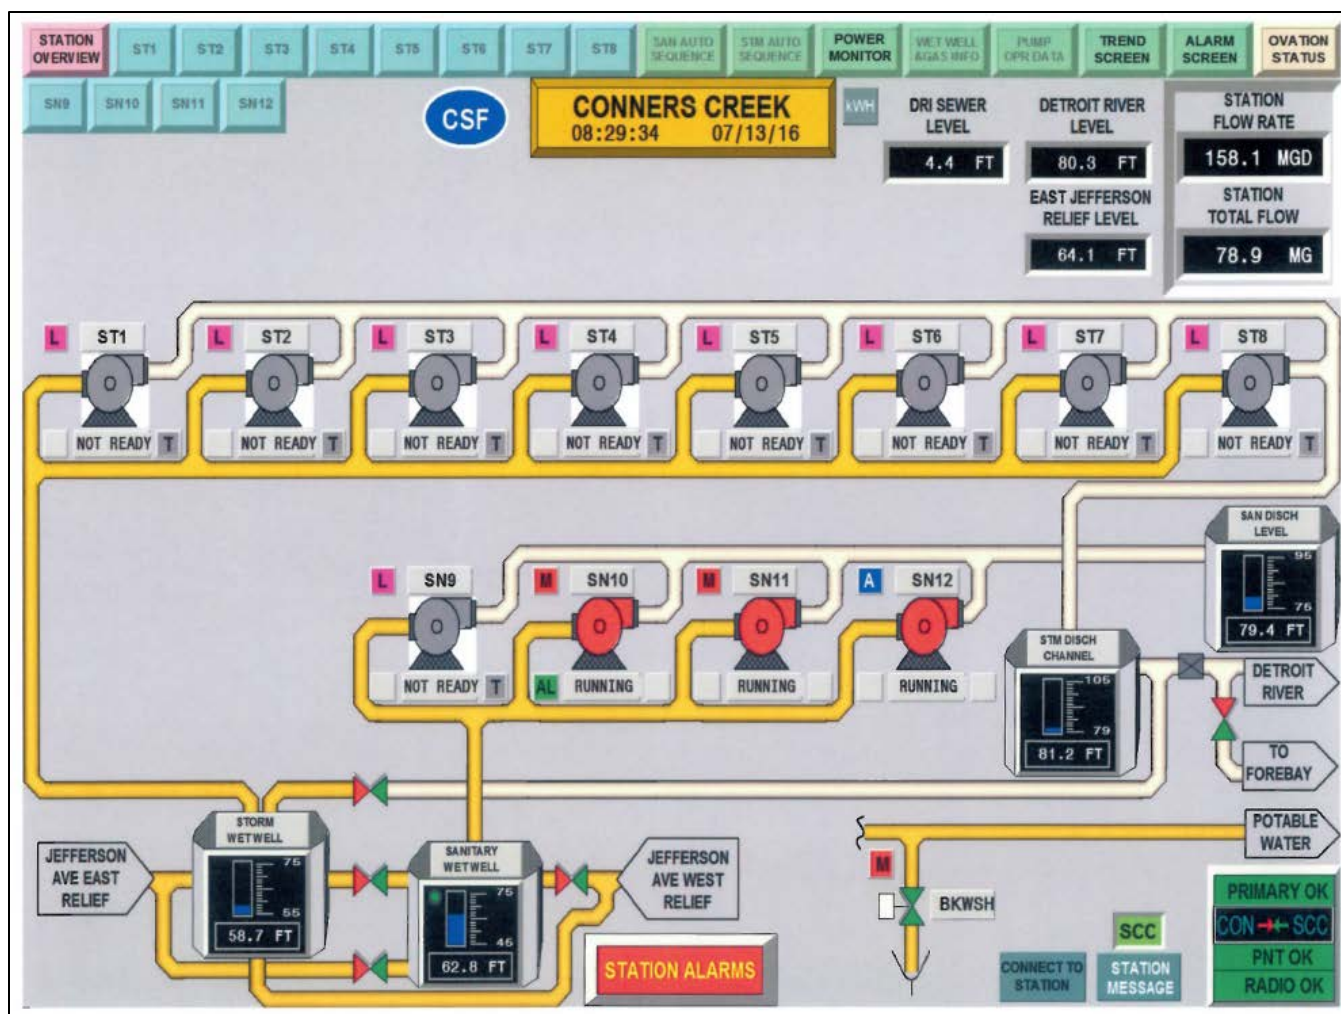 STATION OVERVIEW
ST1
ST2
ST3
ST4
ST5
ST6
ST7
ST8
SAN AUTO SEQUENCE
STM AUTO SEQUENCE
POWER MONITOR
WET WELL &GAS INFO
PUMP OPR DATA
TREND SCREEN
ALARM SCREEN
OVATION STATUS
SN9
SN10
SN11
SN12
CSF
CONNERS CREEK
08:29:34 07/13/16
kWH
DRI SEWER
LEVEL
4.4 FT
DETROIT RIVER
LEVEL
80.3 FT
EAST JEFFERSON
RELIEF LEVEL
64.1 FT
STATION
FLOW RATE
158.1 MGD
STATION
TOTAL FLOW
78.9 MG
L ST1
L ST2
L ST3
L ST4
L ST5
L ST6
L ST7
L ST8
O O O O O O O O
NOT READY T
NOT READY T
NOT READY T
NOT READY T
NOT READY T
NOT READY T
NOT READY T
NOT READY T
SAN DISCH
LEVEL
95
75
79.4 FT
L SN9
M SN10
M SN11
A SN12
O O O O
NOT READY T
AL RUNNING
RUNNING
RUNNING
STM DISCH
CHANNEL
105
79
81.2 FT
DETROIT
RIVER
TO
FOREBAY
STORM
WETWELL
75
55
58.7 FT
SANITARY
WETWELL
75
46
62.8 FT
JEFFERSON
AVE EAST
RELIEF
JEFFERSON
AVE WEST
RELIEF
POTABLE
WATER
M
BKWSH
STATION ALARMS
SCC
CONNECT TO
STATION
STATION
MESSAGE
PRIMARY OK
CON SCC
PNT OK
RADIO OK